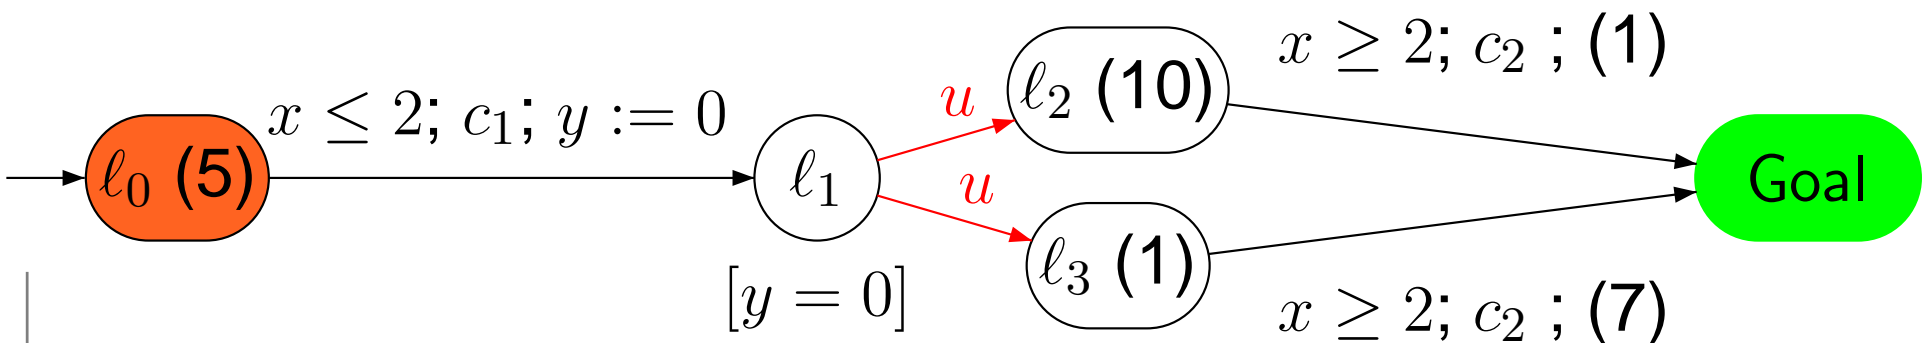 x ≥ 2; c₂ ; (1)
ℓ₂ (10)
u
x ≤ 2; c₁; y := 0
ℓ₀ (5)
ℓ₁
u
Goal
ℓ₃ (1)
[y = 0]
x ≥ 2; c₂ ; (7)